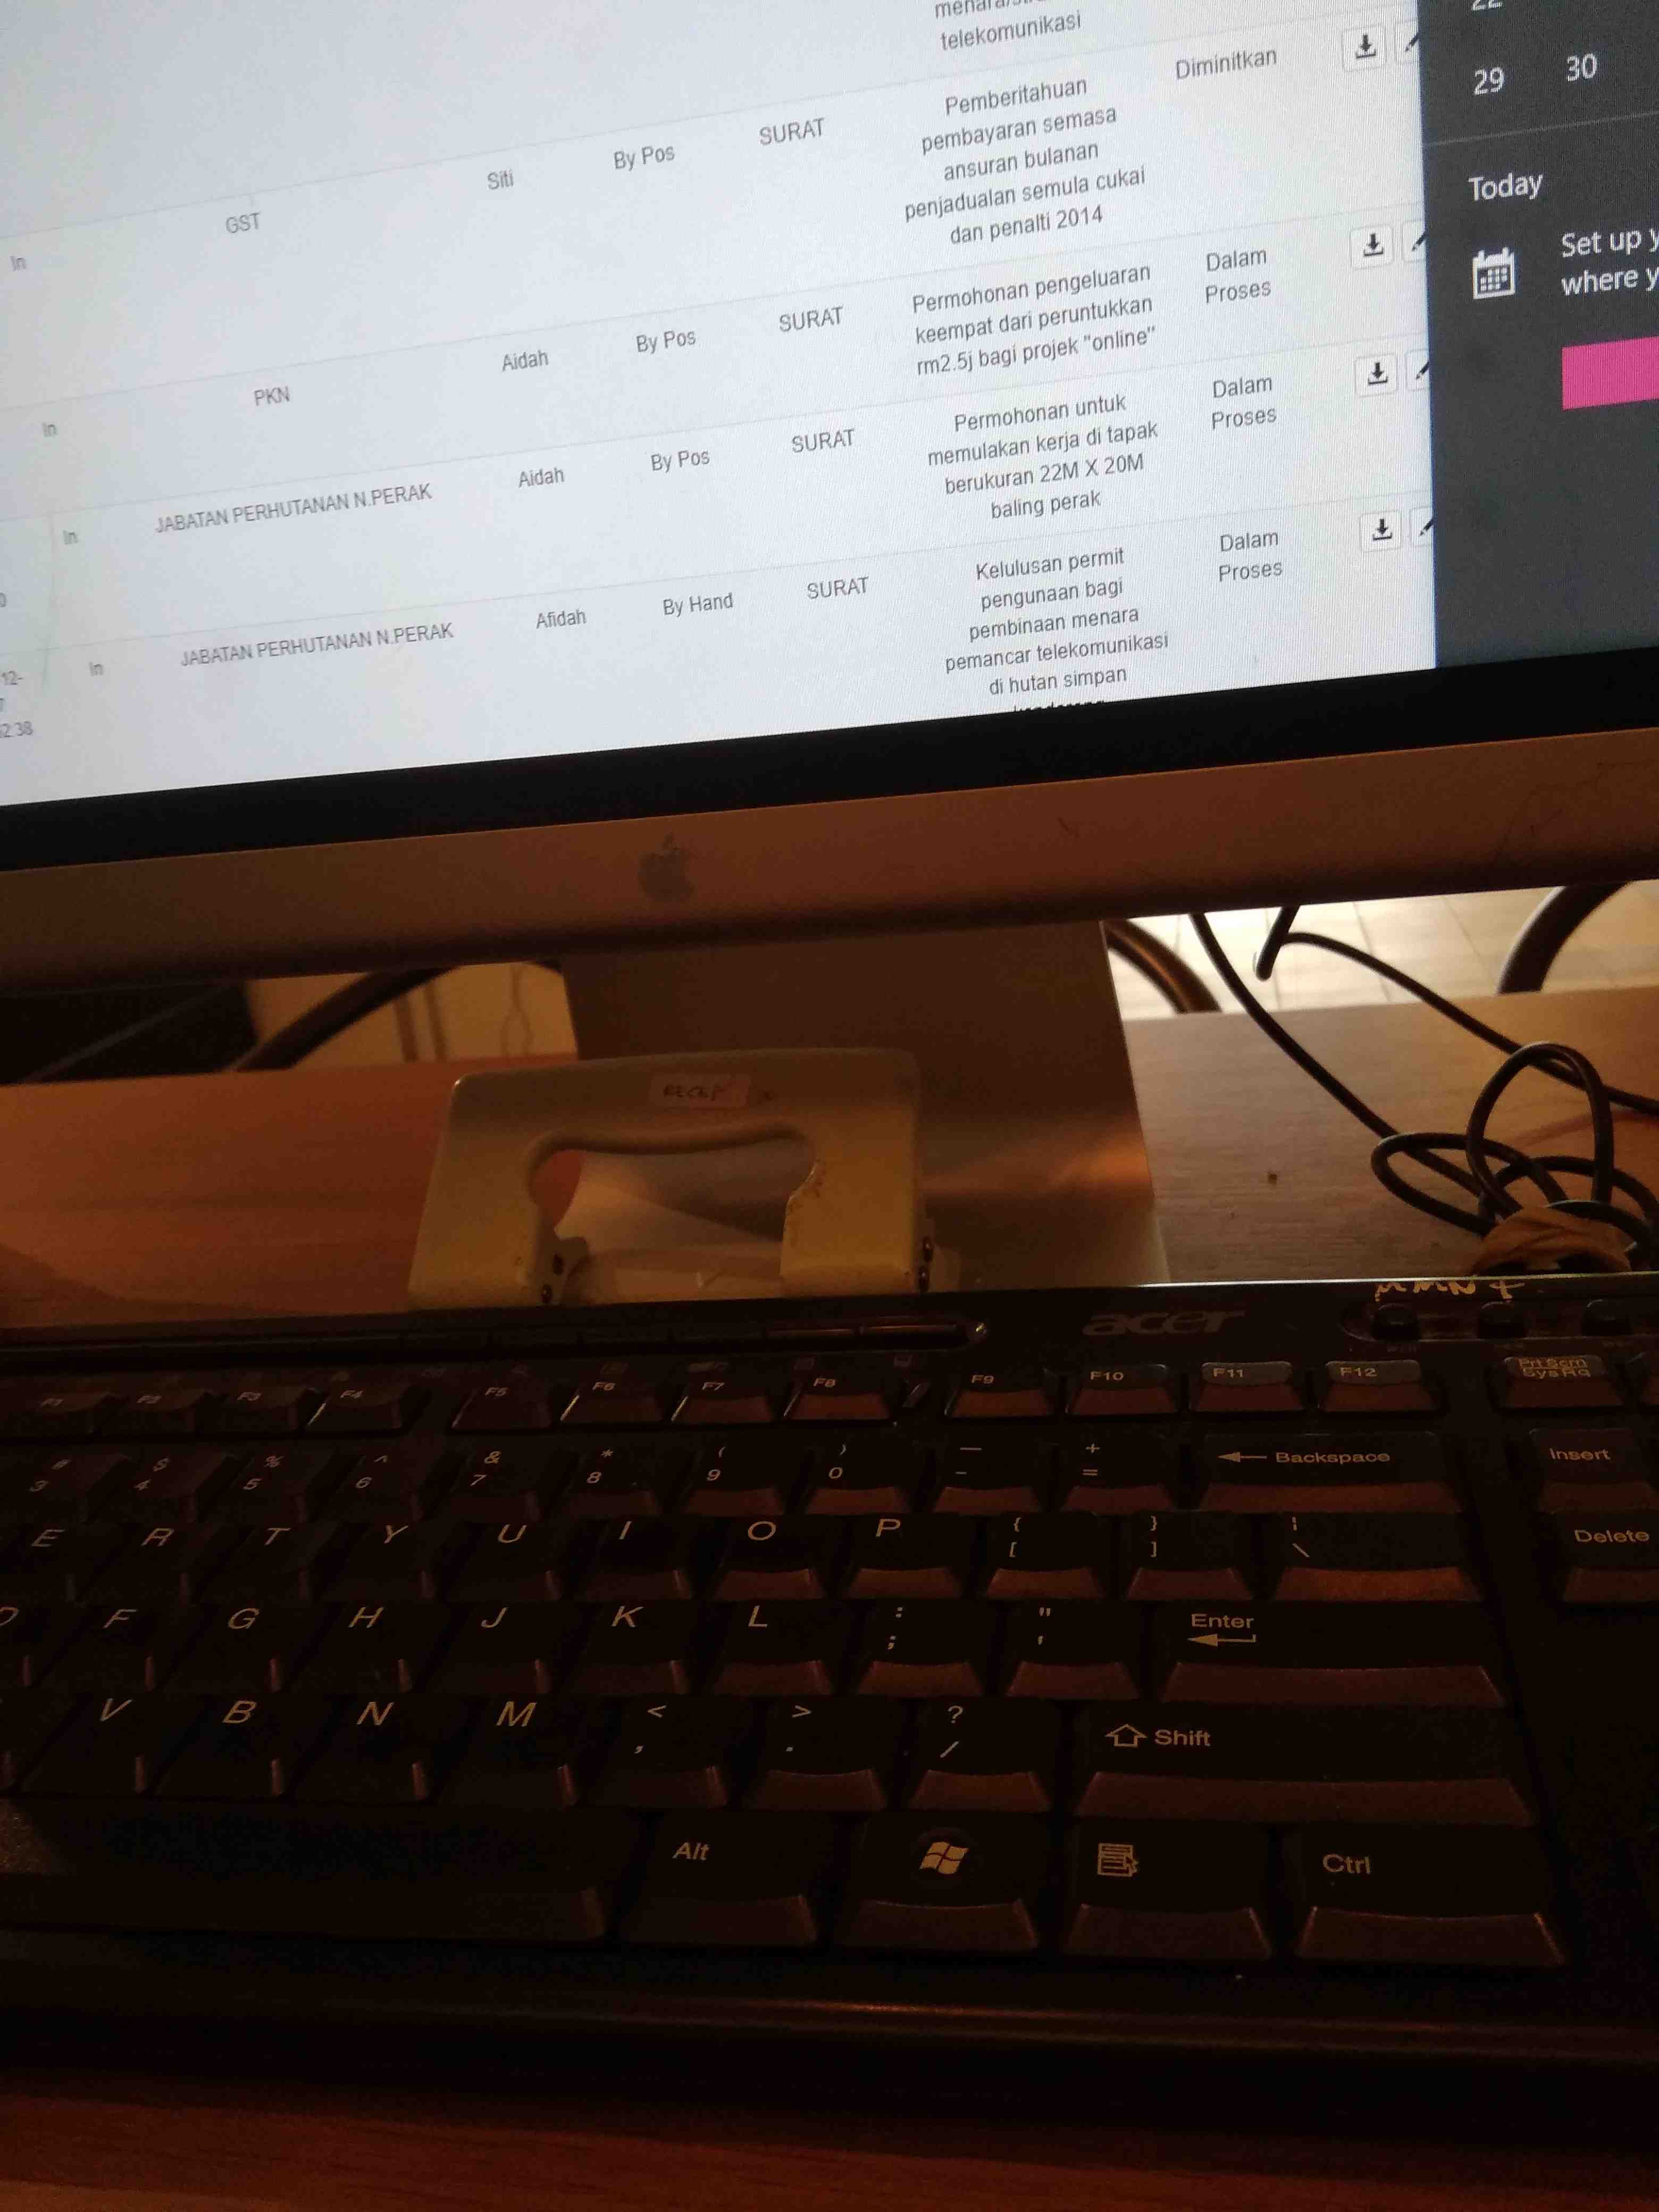 telekomunikasi
In
GST
Siti
By Pos
SURAT
Pemberitahuan
pembayaran semasa
ansuran bulanan
penjadualan semula cukai
dan penalti 2014
Diminitkan
In
PKN
Aidah
By Pos
SURAT
Permohonan pengeluaran
keempat dari peruntukkan
rm2.5j bagi projek "online"
Dalam
Proses
In
JABATAN PERHUTANAN N.PERAK
Aidah
By Pos
SURAT
Permohonan untuk
memulakan kerja di tapak
berukuran 22M X 20M
baling perak
Dalam
Proses
12-
2:38
In
JABATAN PERHUTANAN N.PERAK
Afidah
By Hand
SURAT
Kelulusan permit
pengunaan bagi
pembinaan menara
pemancar telekomunikasi
di hutan simpan
Dalam
Proses
22
29 30
Today
Set up y
where y
acer
F1 F2 F3 F4 F5 F6 F7 F8 F9 F10 F11 F12 Prt Scrn
SysRq
# $ % ^ & * ( ) — +
3 4 5 6 7 8 9 0 - = Backspace Insert
E R T Y U I O P { } |
[ ] \ Delete
D F G H J K L : " Enter
; '
V B N M < > ? Shift
, . /
Alt Ctrl